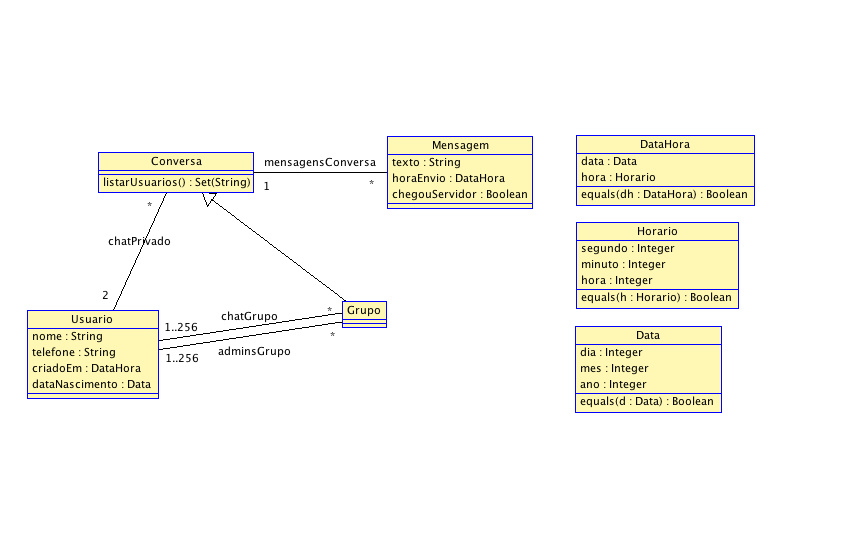 Conversa
listarUsuarios() : Set(String)
mensagensConversa
1
*
Mensagem
texto : String
horaEnvio : DataHora
chegouServidor : Boolean
DataHora
data : Data
hora : Horario
equals(dh : DataHora) : Boolean
Horario
segundo : Integer
minuto : Integer
hora : Integer
equals(h : Horario) : Boolean
*
chatPrivado
2
Usuario
nome : String
telefone : String
criadoEm : DataHora
dataNascimento : Data
1..256
chatGrupo
*
1..256
adminsGrupo
*
Grupo
Data
dia : Integer
mes : Integer
ano : Integer
equals(d : Data) : Boolean